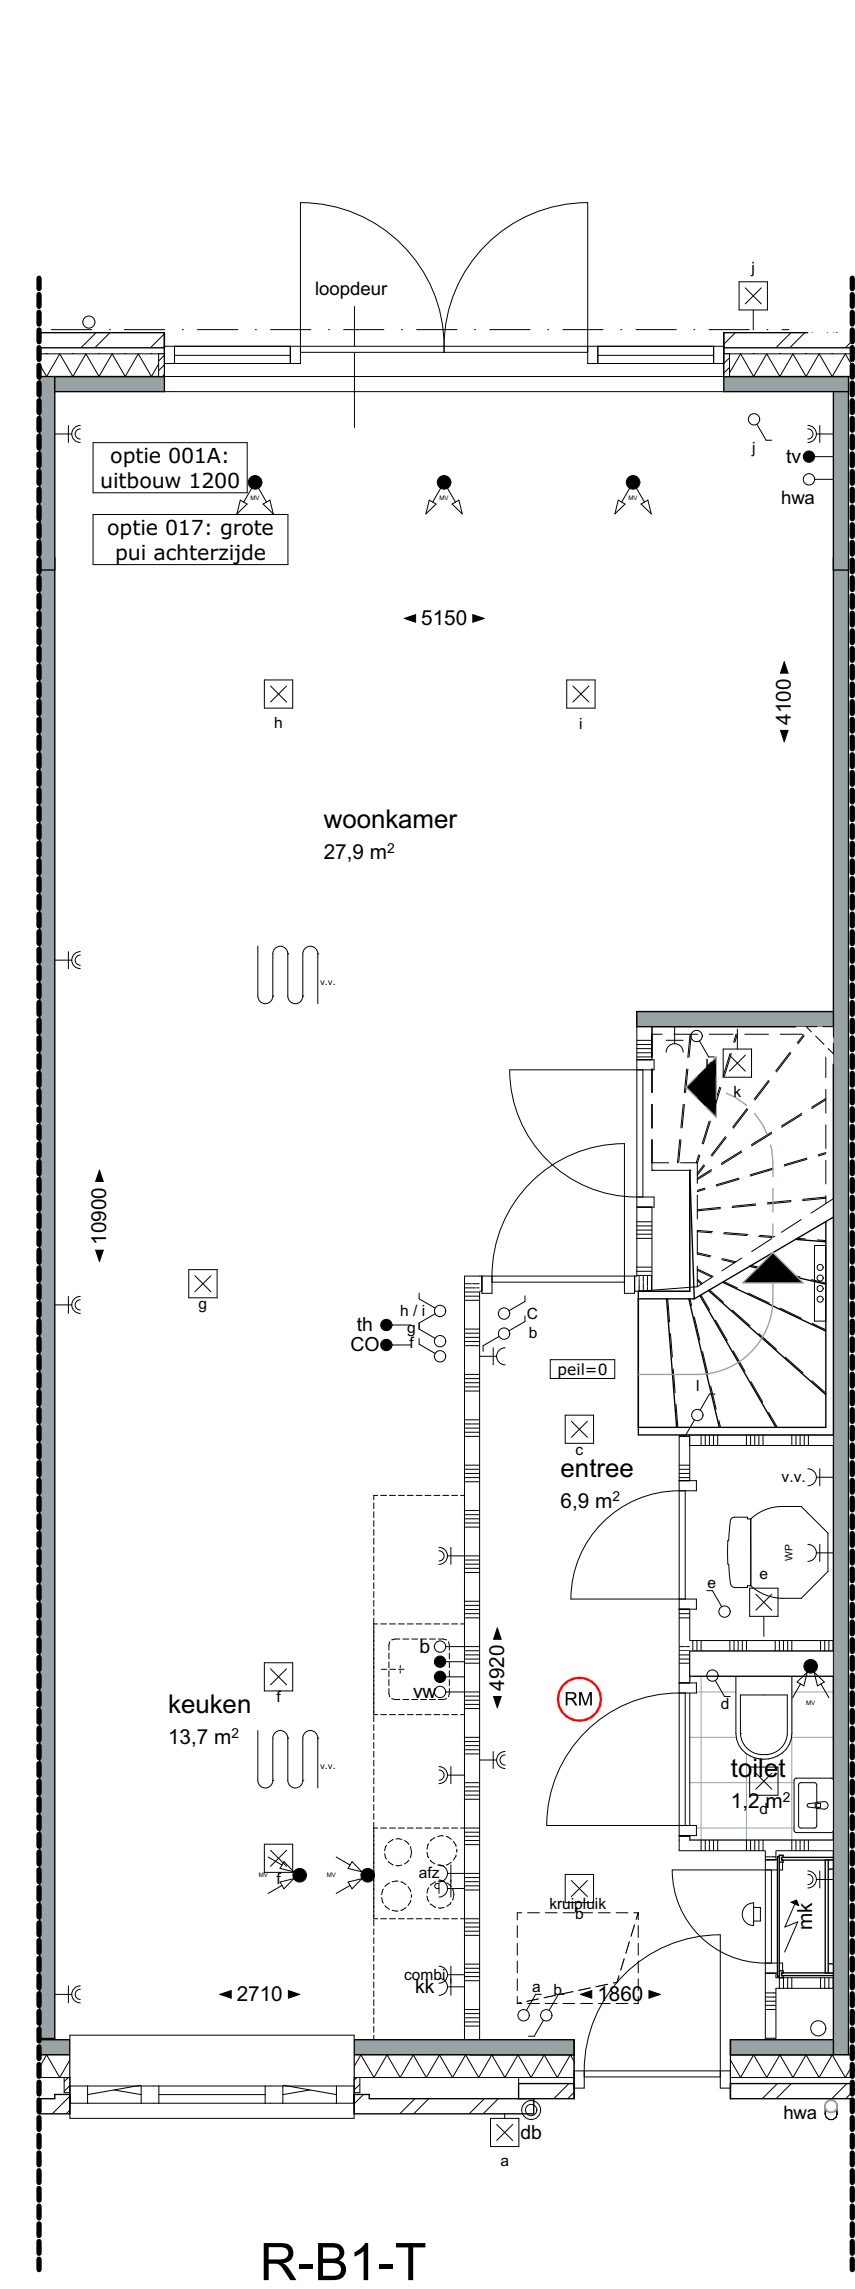 j
loopdeur
j
optie 001A:
uitbouw 1200
tv
hwa
MV
MV
MV
optie 017: grote
pui achterzijde
5150
4100
h
i
woonkamer
27,9 m²
v.v.
k
10900
g
h / i
th
g
CO
f
C
b
peil=0
l
c
entree
6,9 m²
v.v.
WP
e
e
b
vw
4920
f
keuken
13,7 m²
v.v.
RM
d
MV
toilet
1,2 m²
d
MV
MV
f
afz
kruipluik
b
mk
combi
kk
a
b
2710
1860
hwa
db
a
R-B1-T